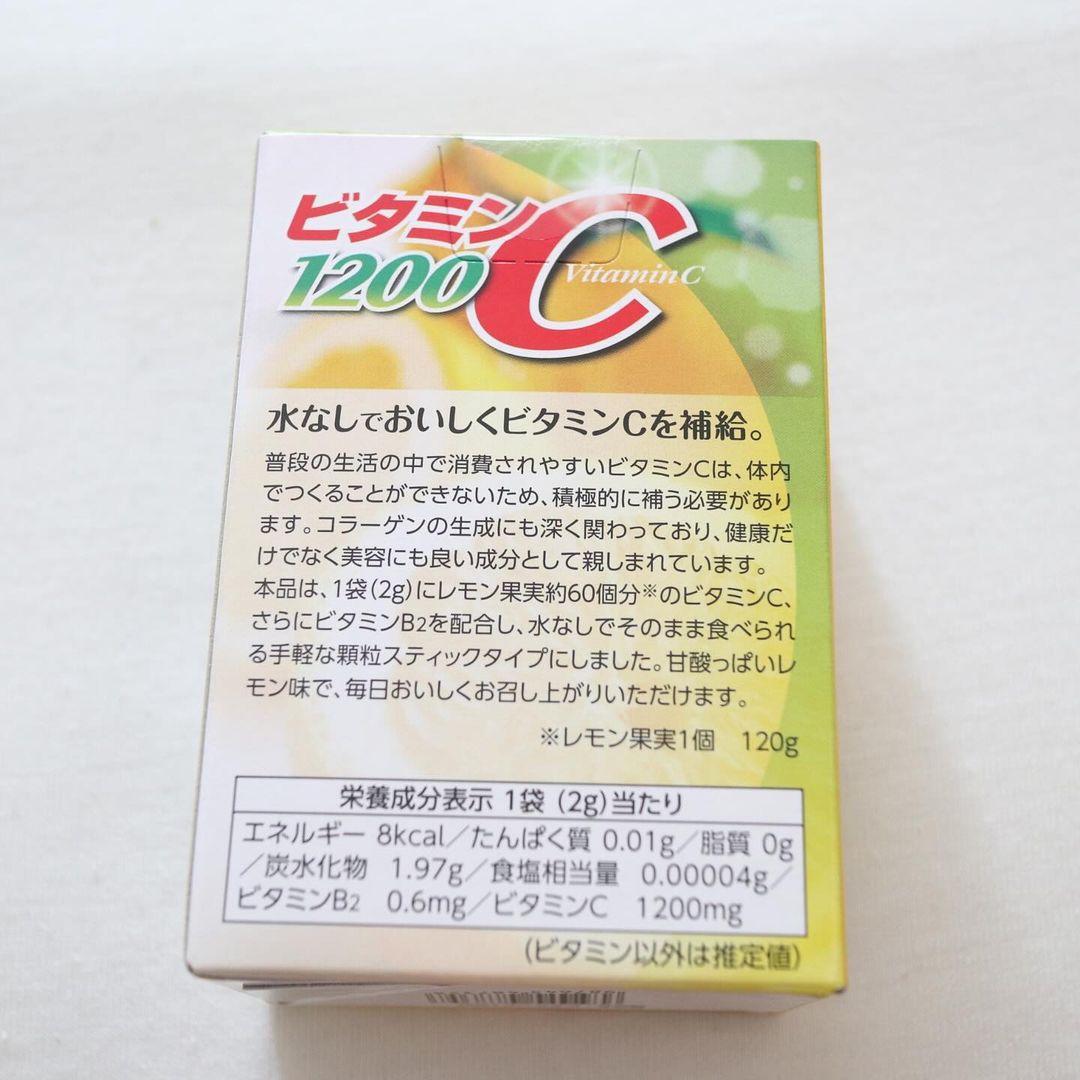 ビタミンC
1200
VitaminC
水なしでおいしくビタミンCを補給。
普段の生活の中で消費されやすいビタミンCは、体内
でつくることができないため、積極的に補う必要があり
ます。コラーゲンの生成にも深く関わっており、健康だ
けでなく美容にも良い成分として親しまれています。
本品は、1袋(2g)にレモン果実約60個分※のビタミンC、
さらにビタミンB2を配合し、水なしでそのまま食べられ
る手軽な顆粒スティックタイプにしました。甘酸っぱいレ
モン味で、毎日おいしくお召し上がりいただけます。
※レモン果実1個 120g
栄養成分表示 1袋 (2g)当たり
エネルギー 8kcal/たんぱく質 0.01g/脂質 0g
/炭水化物 1.97g/食塩相当量 0.00004g/
ビタミンB2 0.6mg/ビタミンC 1200mg
(ビタミン以外は推定値)